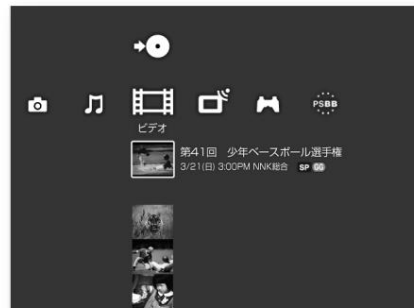 PSBB
ビデオ
第41回 少年ベースボール選手権
3/21(日) 3:00PM NNK総合 SP